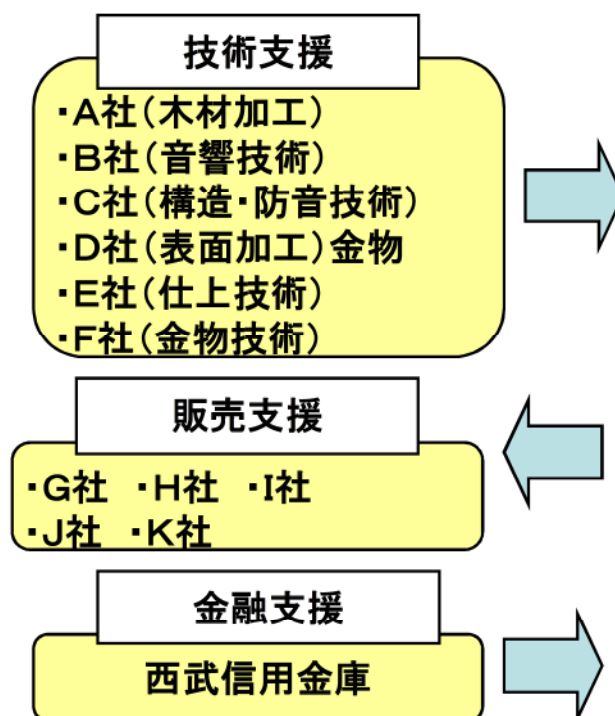 技術支援
・A社(木材加工)
・B社(音響技術)
・C社(構造・防音技術)
・D社(表面加工)金物
・E社(仕上技術)
・F社(金物技術)
販売支援
・G社 ・H社 ・I社
・J社 ・K社
金融支援
西武信用金庫